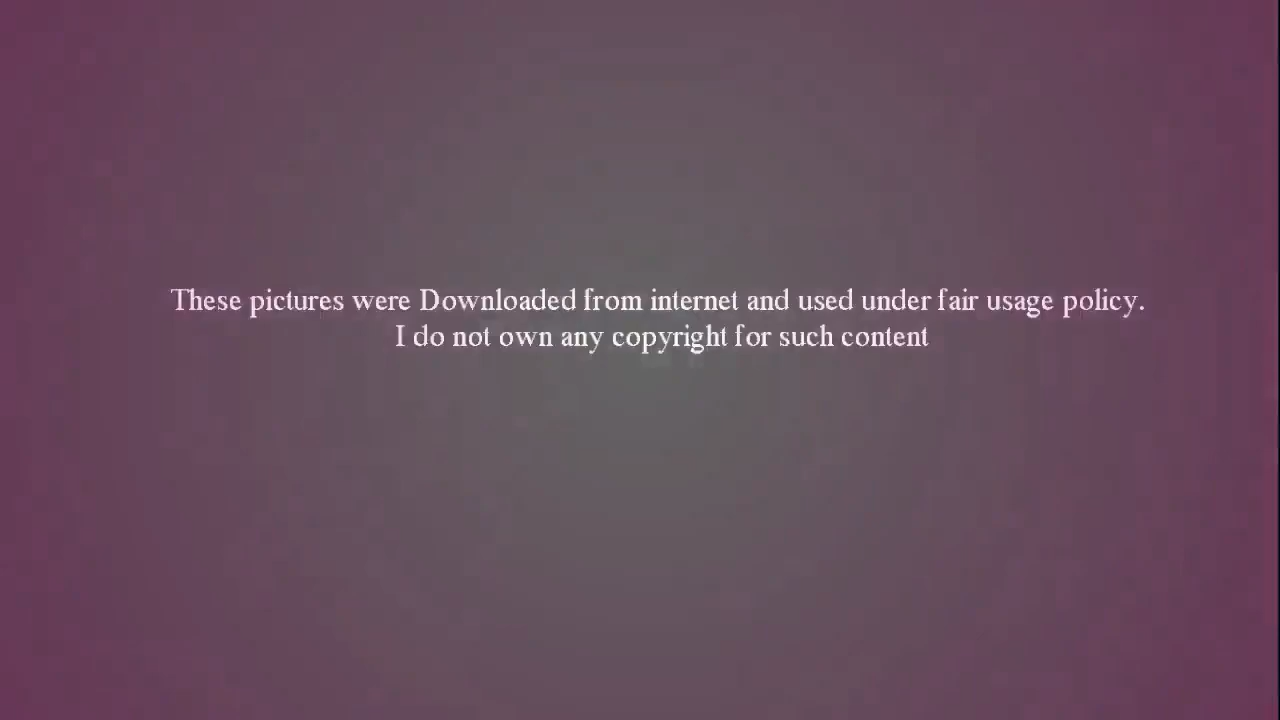 These pictures were Downloaded from internet and used under fair usage policy.
I do not own any copyright for such content